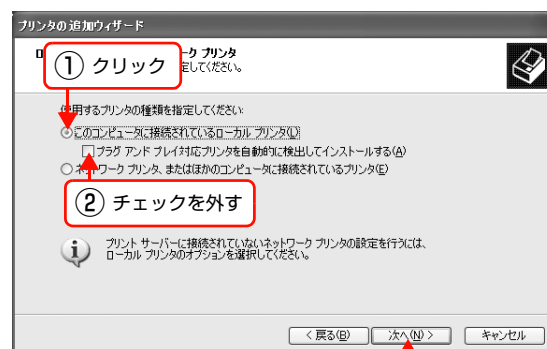 プリンタの追加ウィザード
ーク プリンタ
定してください。
① クリック
使用するプリンタの種類を指定してください:
このコンピュータに接続されているローカル プリンタ(L)
プラグ アンド プレイ対応プリンタを自動的に検出してインストールする(A)
ネットワーク プリンタ、またはほかのコンピュータに接続されているプリンタ(E)
② チェックを外す
プリント サーバーに接続されていないネットワーク プリンタの設定を行うには、
ローカル プリンタのオプションを選択してください。
< 戻る(B) 次へ(N) > キャンセル